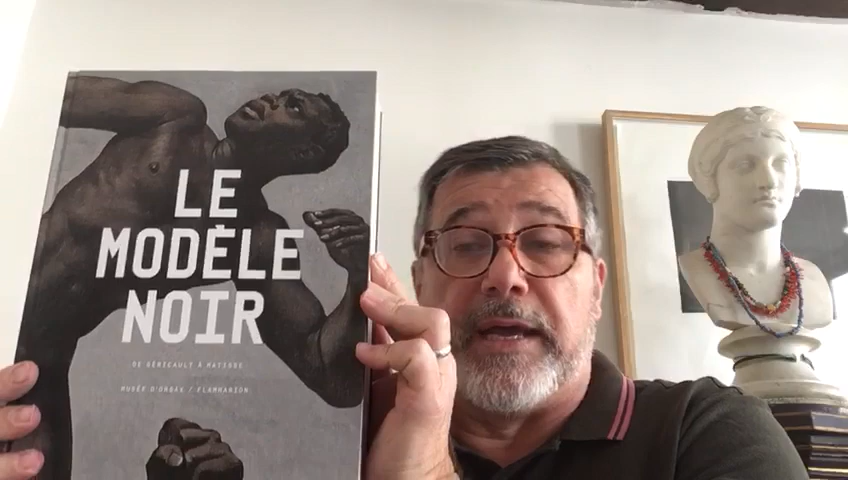 LE
MODÈLE
NOIR
DE GÉRICAULT À MATISSE
MUSÉE D'ORSAY / FLAMMARION